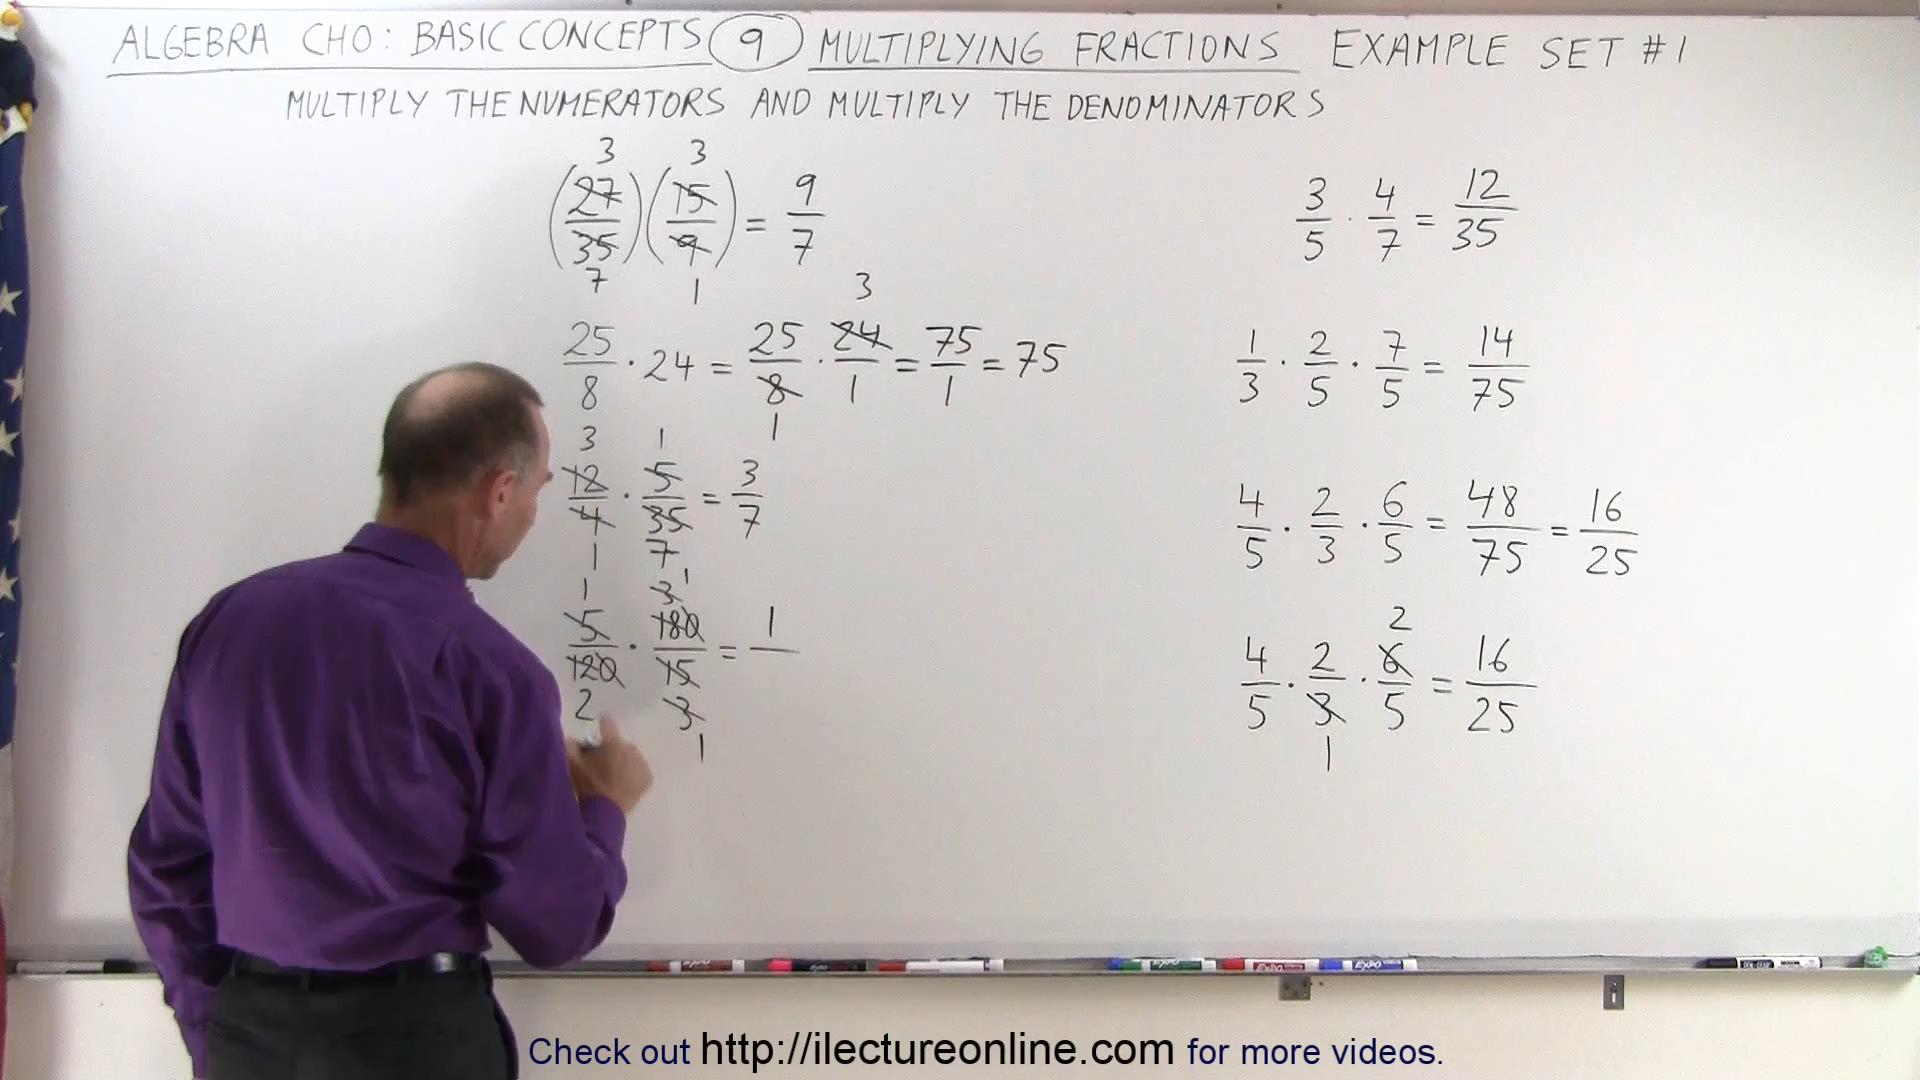 ALGEBRA CHO: BASIC CONCEPTS 9 MULTIPLYING FRACTIONS EXAMPLE SET #1
MULTIPLY THE NUMERATORS AND MULTIPLY THE DENOMINATORS
3 3
(27/35)(15/9) = 9/7
7 1
3
25/8 · 24 = 25/8 · 24/1 = 75/1 = 75
1
3 1
12/4 · 5/35 = 3/7
1 7
1 3 1
5/120 · 180/15 = 1/
2 3
1
3/5 · 4/7 = 12/35
1/3 · 2/5 · 7/5 = 14/75
4/5 · 2/3 · 6/5 = 48/75 = 16/25
2
4/5 · 2/3 · 6/5 = 16/25
1
Check out http://ilectureonline.com for more videos.